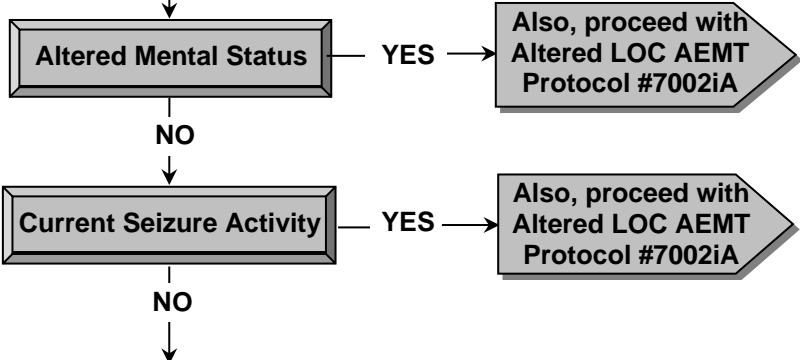 Altered Mental Status
YES
Also, proceed with
Altered LOC AEMT
Protocol #7002iA
NO
Current Seizure Activity
YES
Also, proceed with
Altered LOC AEMT
Protocol #7002iA
NO